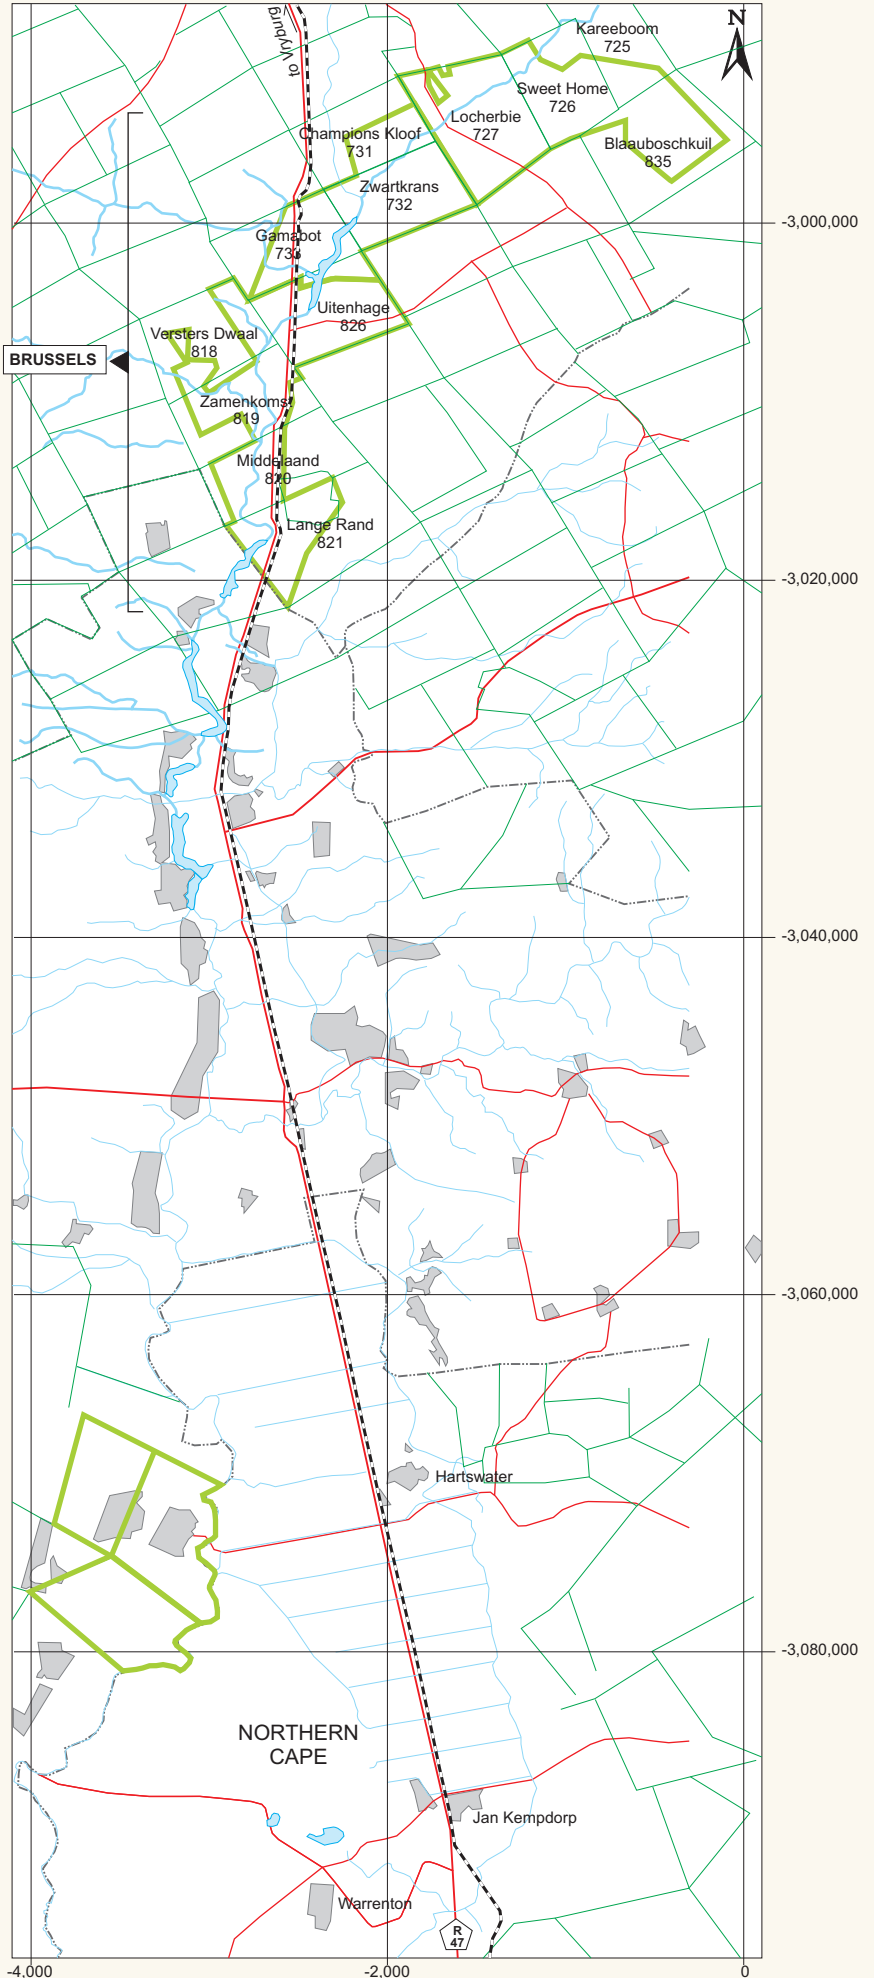 to Vryburg
N
Kareeboom
725
Sweet Home
726
Locherbie
727
Champions Kloof
731
Blaauboschkuil
835
Zwartkrans
732
-3,000,000
Gamabot
733
Uitenhage
826
Versters Dwaal
818
BRUSSELS
Zamenkomst
819
Middelaand
820
Lange Rand
821
-3,020,000
-3,040,000
-3,060,000
Hartswater
-3,080,000
NORTHERN
CAPE
Jan Kempdorp
Warrenton
R
47
-4,000
-2,000
0